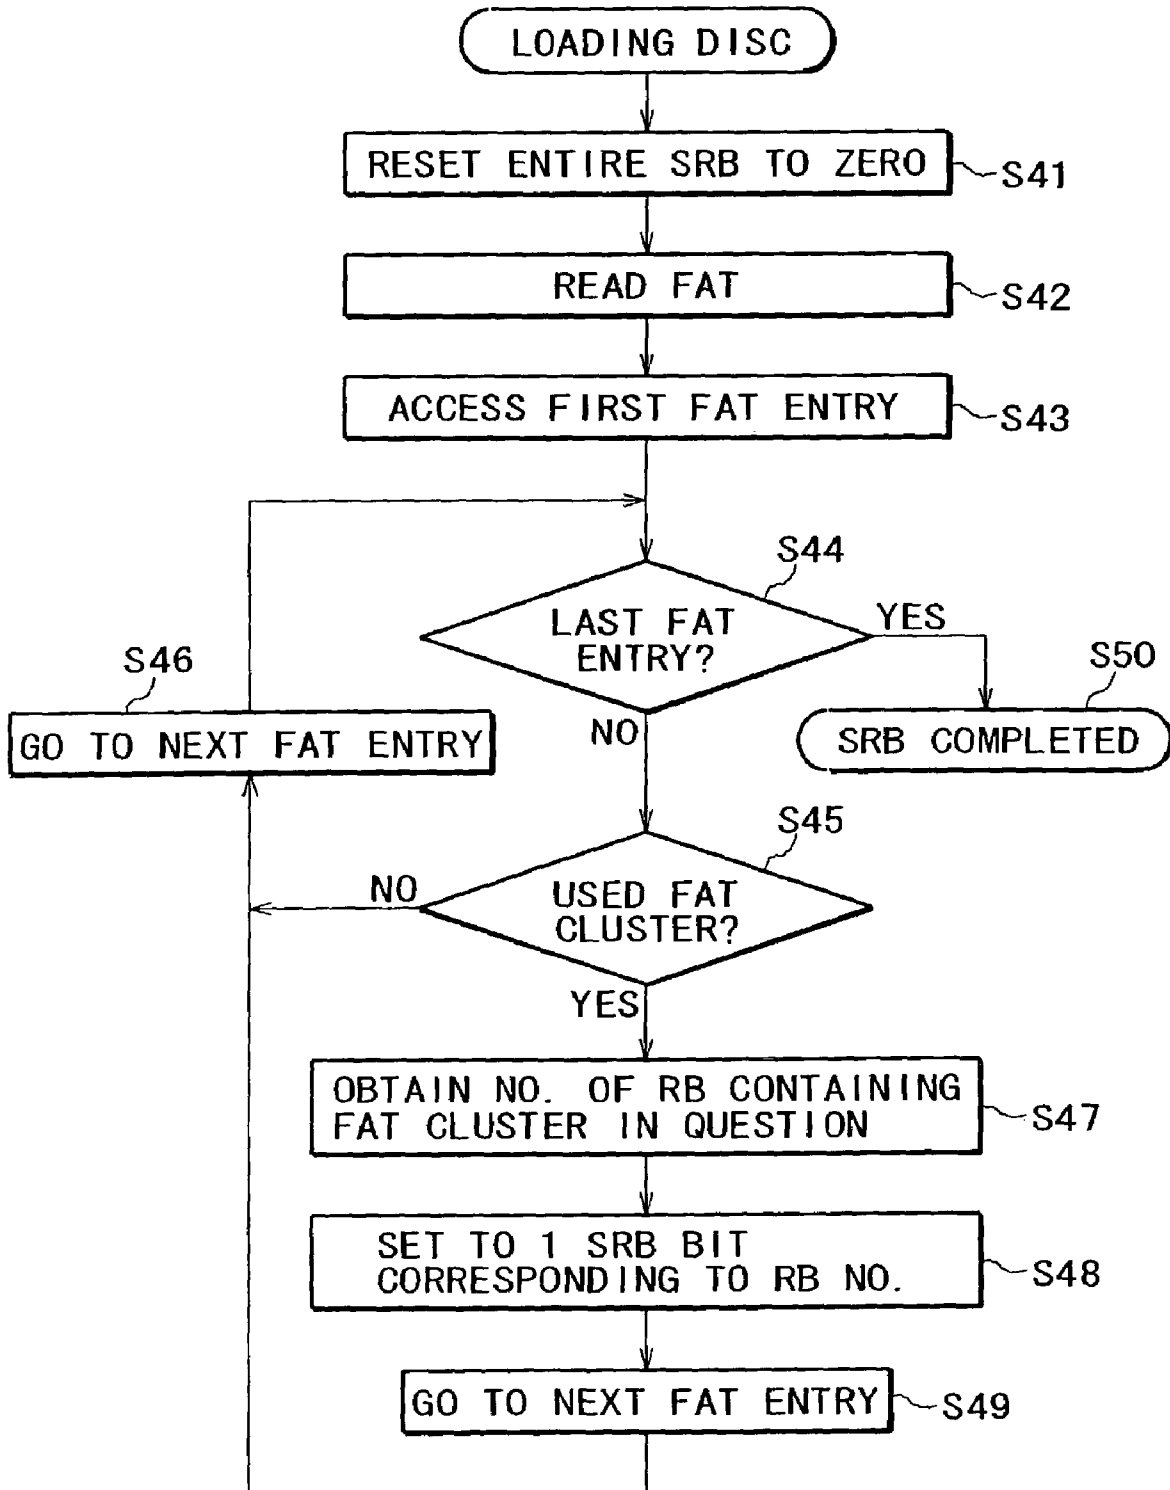 LOADING DISC
RESET ENTIRE SRB TO ZERO
S41
READ FAT
S42
ACCESS FIRST FAT ENTRY
S43
S44
LAST FAT
ENTRY?
YES
NO
S46
GO TO NEXT FAT ENTRY
S50
SRB COMPLETED
S45
USED FAT
CLUSTER?
NO
YES
OBTAIN NO. OF RB CONTAINING
FAT CLUSTER IN QUESTION
S47
SET TO 1 SRB BIT
CORRESPONDING TO RB NO.
S48
GO TO NEXT FAT ENTRY
S49